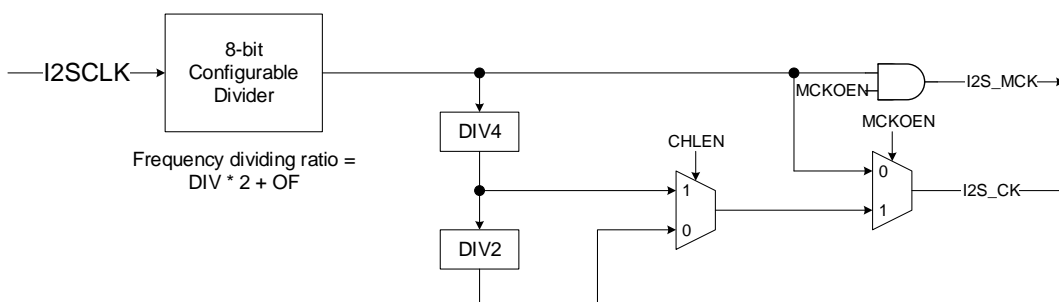 I2SCLK
8-bit
Configurable
Divider
Frequency dividing ratio =
DIV * 2 + OF
DIV4
DIV2
CHLEN
1
0
MCKOEN
I2S_MCK
MCKOEN
0
1
I2S_CK